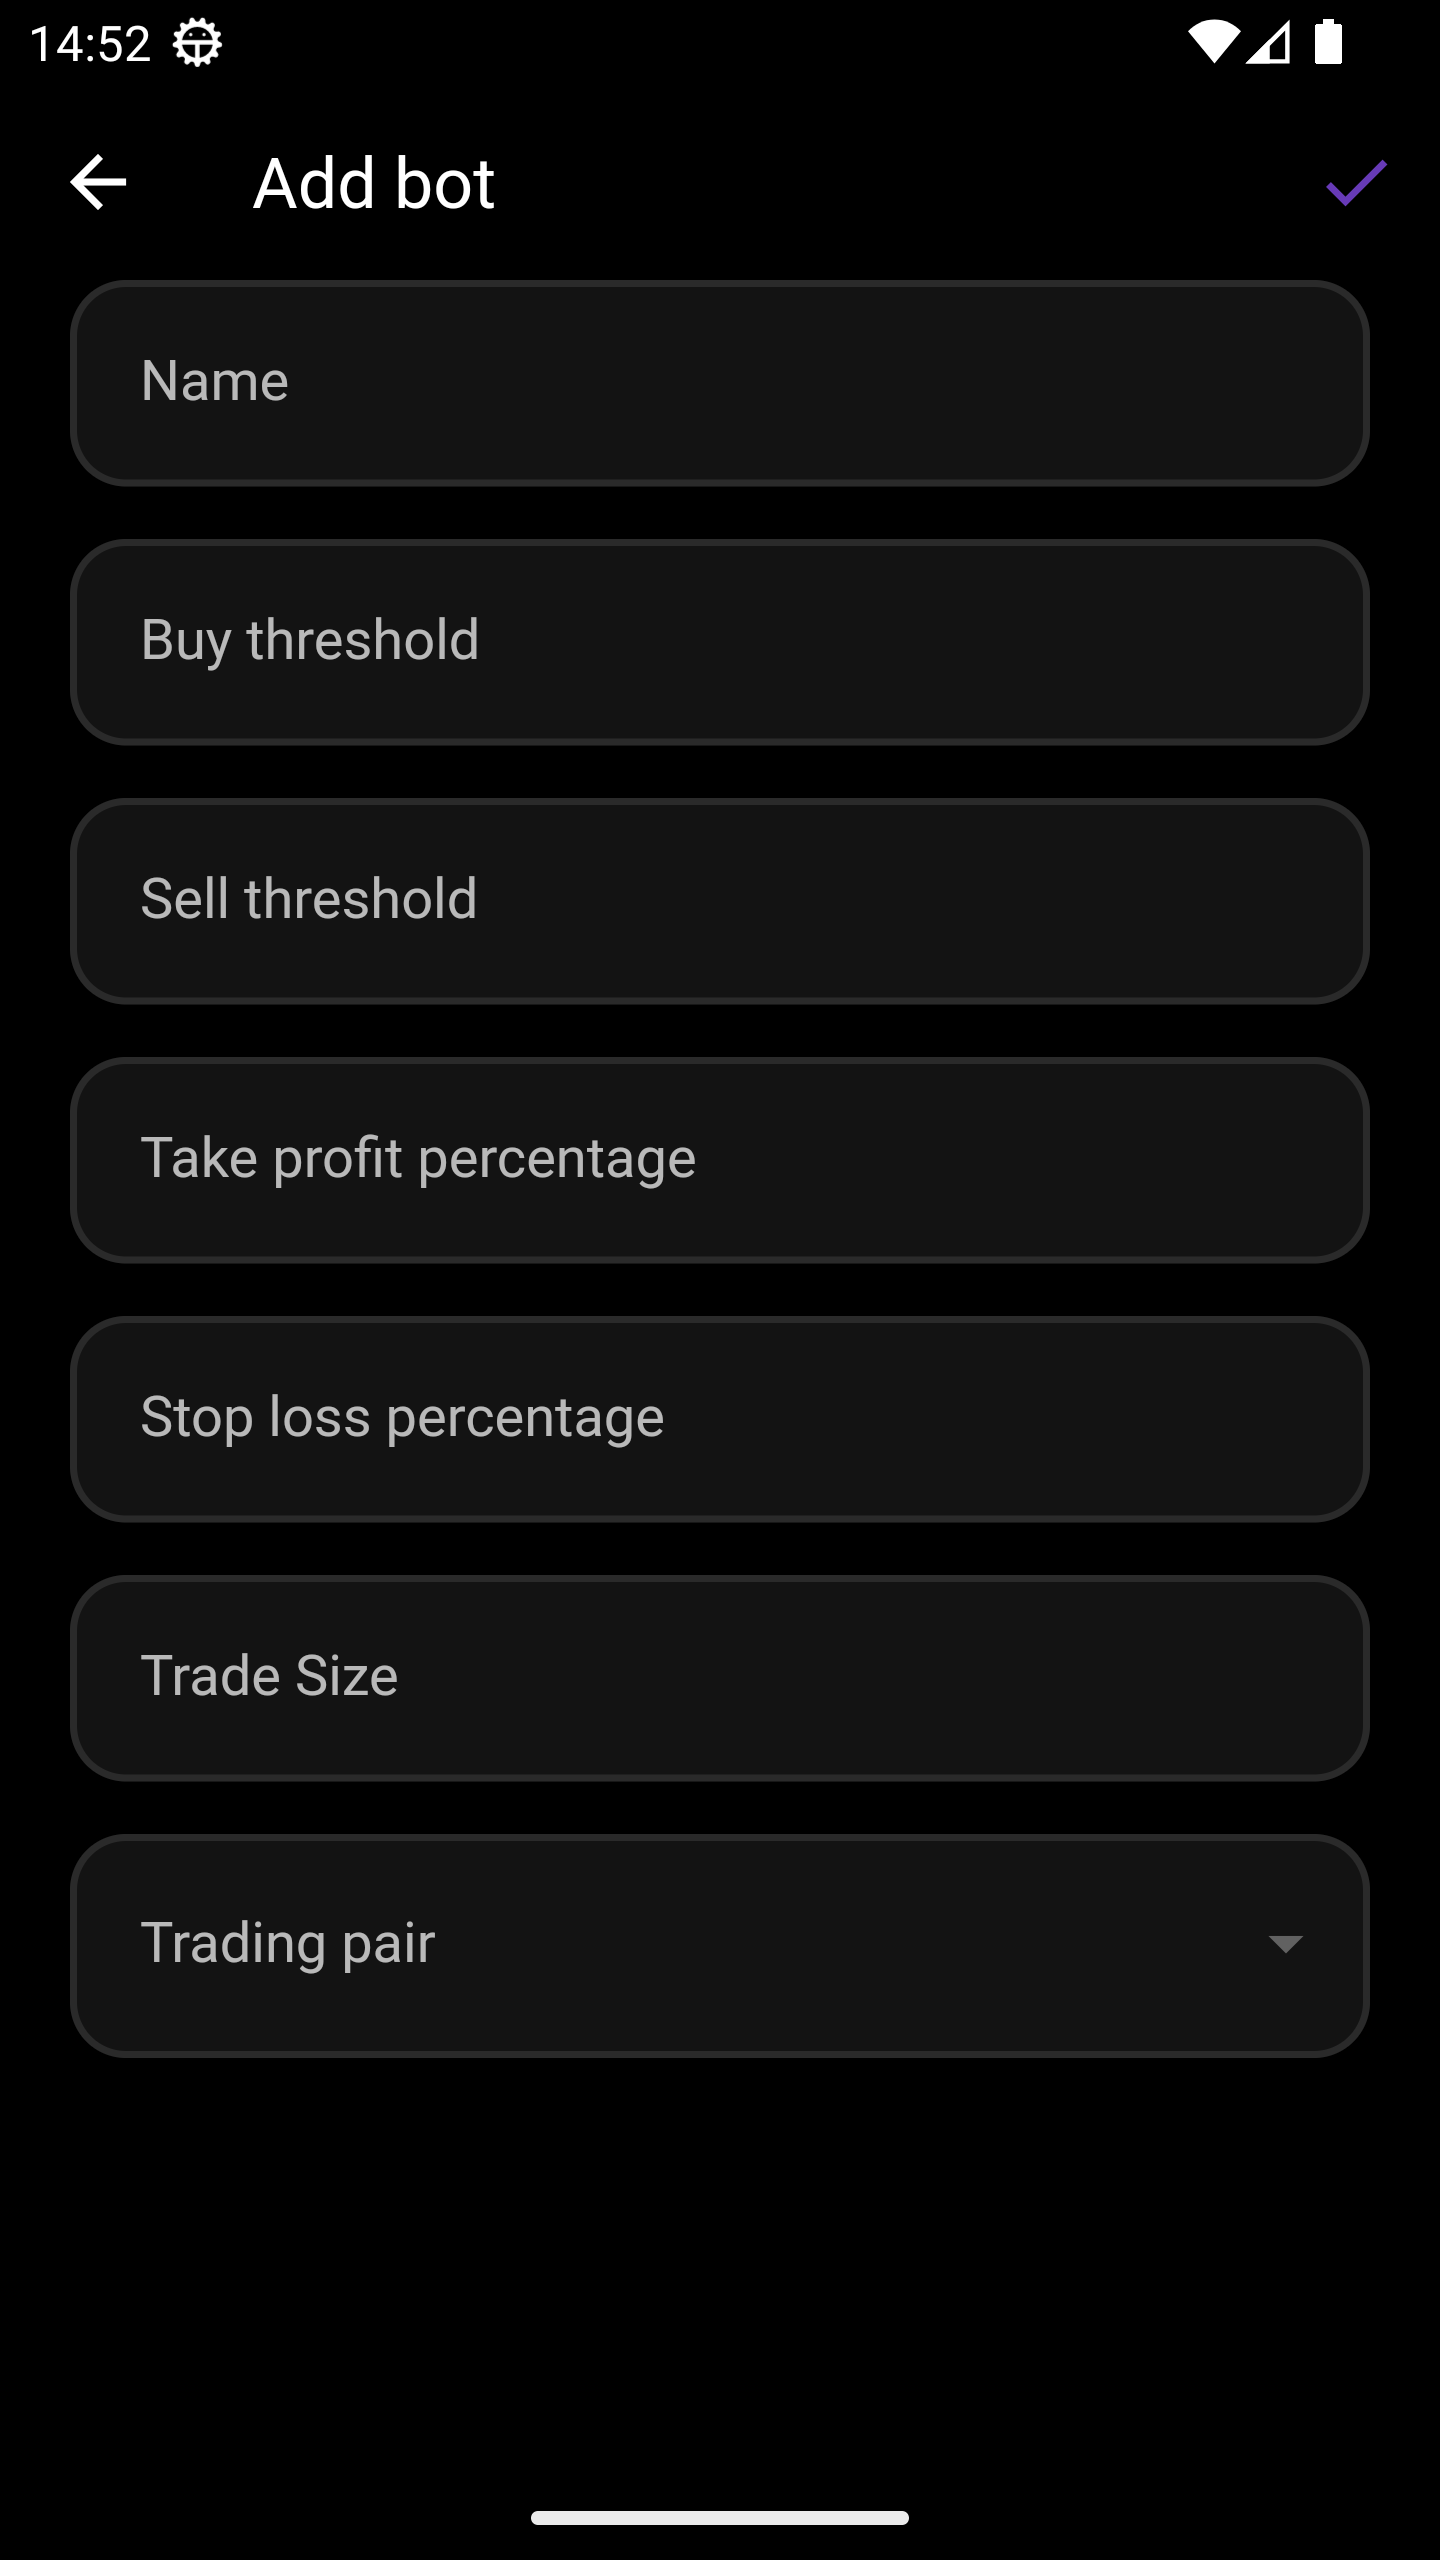 14:52
Add bot
Name
Buy threshold
Sell threshold
Take profit percentage
Stop loss percentage
Trade Size
Trading pair